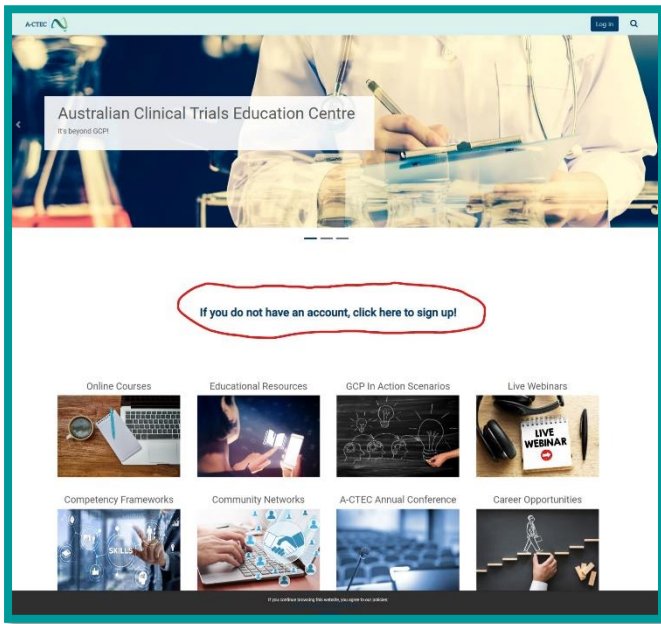 A-CTEC
Log in
Australian Clinical Trials Education Centre
It's beyond GCP!
If you do not have an account, click here to sign up!
Online Courses
Educational Resources
GCP In Action Scenarios
Live Webinars
LIVE
WEBINAR
Competency Frameworks
Community Networks
A-CTEC Annual Conference
Career Opportunities
SKILLS
If you continue browsing this website, you agree to our policies